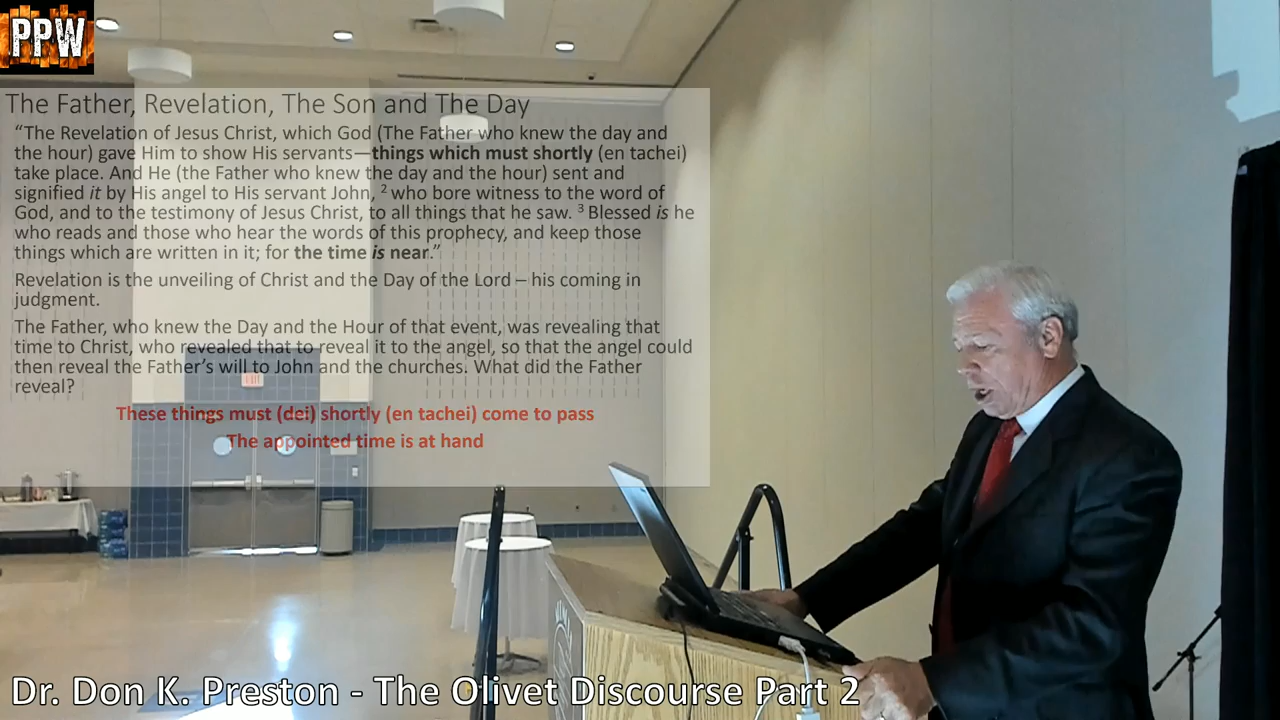 PPW
The Father, Revelation, The Son and The Day
“The Revelation of Jesus Christ, which God (The Father who knew the day and
the hour) gave Him to show His servants—things which must shortly (en tachei)
take place. And He (the Father who knew the day and the hour) sent and
signified it by His angel to His servant John, ² who bore witness to the word of
God, and to the testimony of Jesus Christ, to all things that he saw. ³ Blessed is he
who reads and those who hear the words of this prophecy, and keep those
things which are written in it; for the time is near.”
Revelation is the unveiling of Christ and the Day of the Lord – his coming in
judgment.
The Father, who knew the Day and the Hour of that event, was revealing that
time to Christ, who revealed that to reveal it to the angel, so that the angel could
then reveal the Father’s will to John and the churches. What did the Father
reveal?
These things must (dei) shortly (en tachei) come to pass
The appointed time is at hand
Dr. Don K. Preston - The Olivet Discourse Part 2